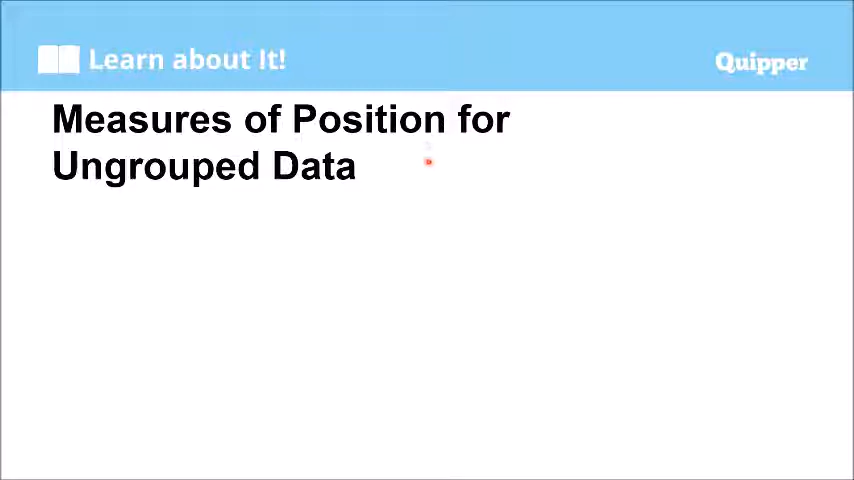 Learn about It!
Quipper
Measures of Position for
Ungrouped Data